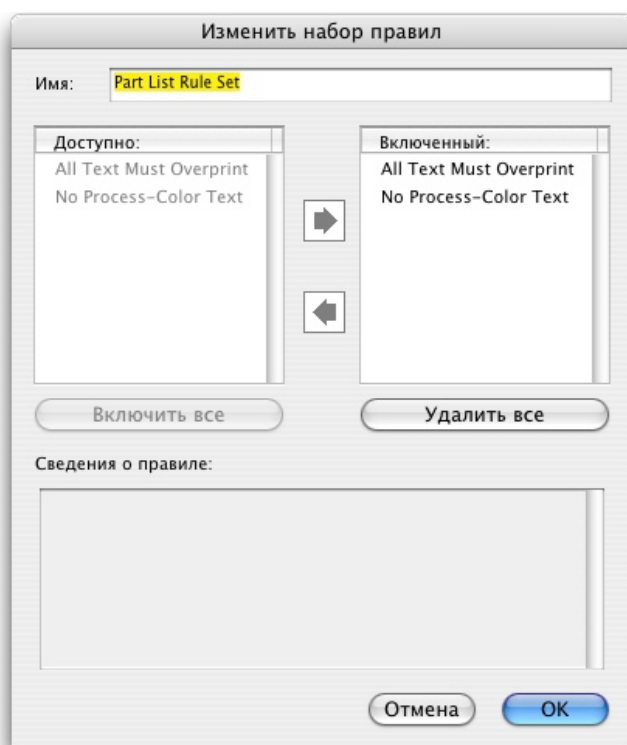 Изменить набор правил
Имя: Part List Rule Set
Доступно:
All Text Must Overprint
No Process-Color Text
Включенный:
All Text Must Overprint
No Process-Color Text
Включить все
Удалить все
Сведения о правиле:
Отмена
OK